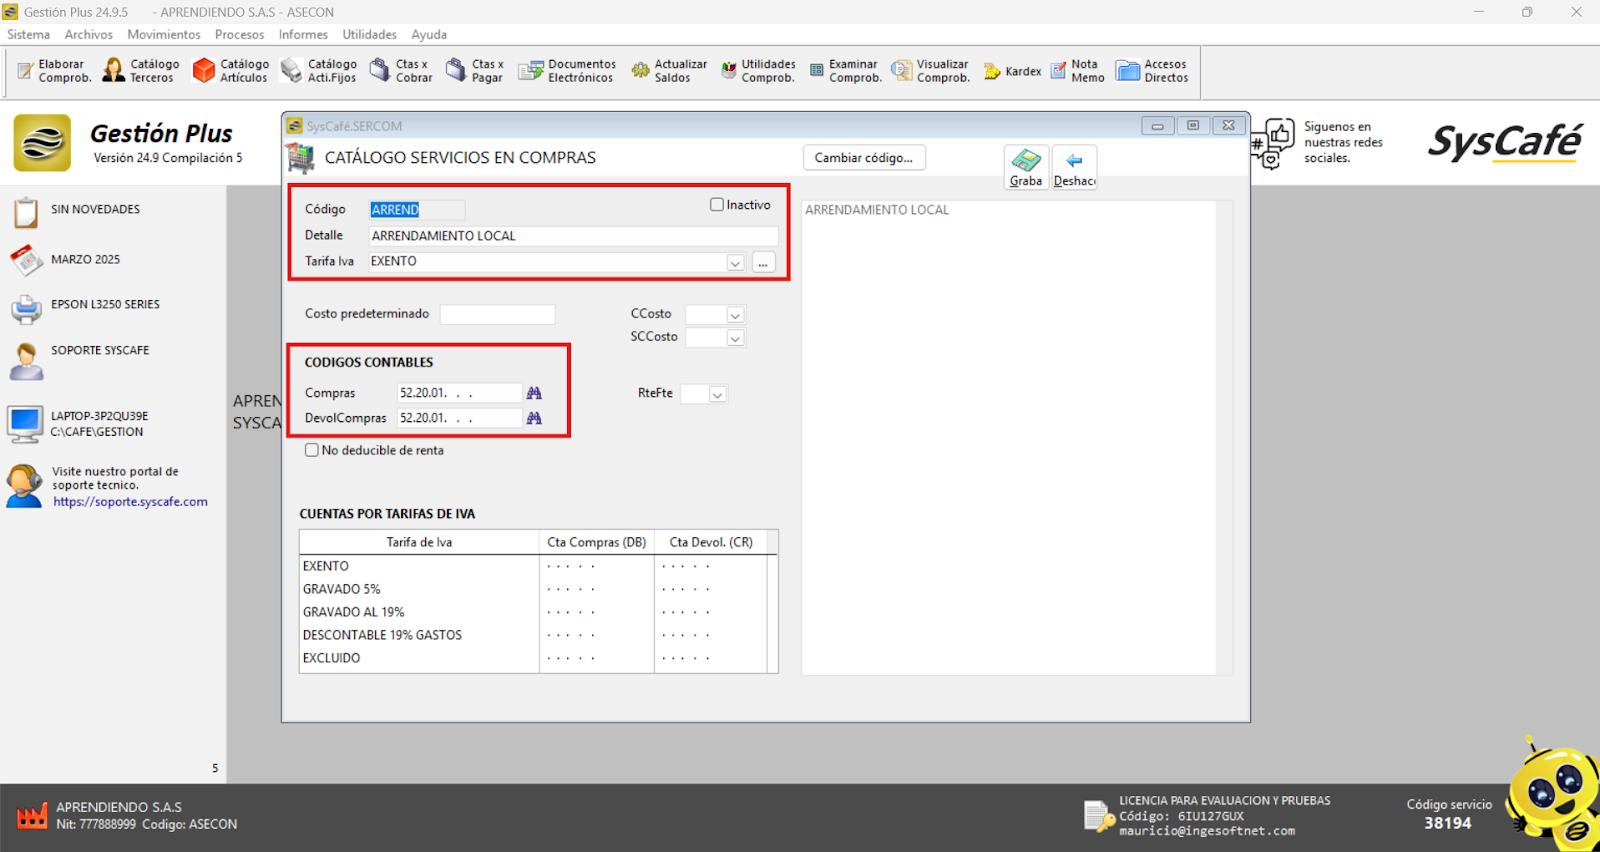 Gestión Plus 24.9.5 - APRENDIENDO S.A.S - ASECON
Sistema Archivos Movimientos Procesos Informes Utilidades Ayuda
Elaborar Comprob.
Catálogo Terceros
Catálogo Artículos
Catálogo Acti.Fijos
Ctas x Cobrar
Ctas x Pagar
Documentos Electrónicos
Actualizar Saldos
Utilidades Comprob.
Examinar Comprob.
Visualizar Comprob.
Kardex
Nota Memo
Accesos Directos
Gestión Plus
Versión 24.9 Compilación 5
SIN NOVEDADES
MARZO 2025
EPSON L3250 SERIES
SOPORTE SYSCAFE
LAPTOP-3P2QU39E
C:\CAFE\GESTION
Visite nuestro portal de
soporte tecnico.
https://soporte.syscafe.com
5
APREN
SYSCA
SysCafé.SERCOM
CATÁLOGO SERVICIOS EN COMPRAS
Cambiar código...
Graba
Deshac
Código ARREND
Inactivo
Detalle ARRENDAMIENTO LOCAL
Tarifa Iva EXENTO
...
Costo predeterminado
CCosto
SCCosto
CODIGOS CONTABLES
Compras 52.20.01. . .
RteFte
DevolCompras 52.20.01. . .
No deducible de renta
CUENTAS POR TARIFAS DE IVA
Tarifa de Iva Cta Compras (DB) Cta Devol. (CR)
EXENTO . . . . . . . . . .
GRAVADO 5% . . . . . . . . . .
GRAVADO AL 19% . . . . . . . . . .
DESCONTABLE 19% GASTOS . . . . . . . . . .
EXCLUIDO . . . . . . . . . .
ARRENDAMIENTO LOCAL
#
Siguenos en
nuestras redes
sociales.
SysCafé
APRENDIENDO S.A.S
Nit: 777888999 Codigo: ASECON
LICENCIA PARA EVALUACION Y PRUEBAS
Código: 6IU127GUX
mauricio@ingesoftnet.com
Código servicio
38194